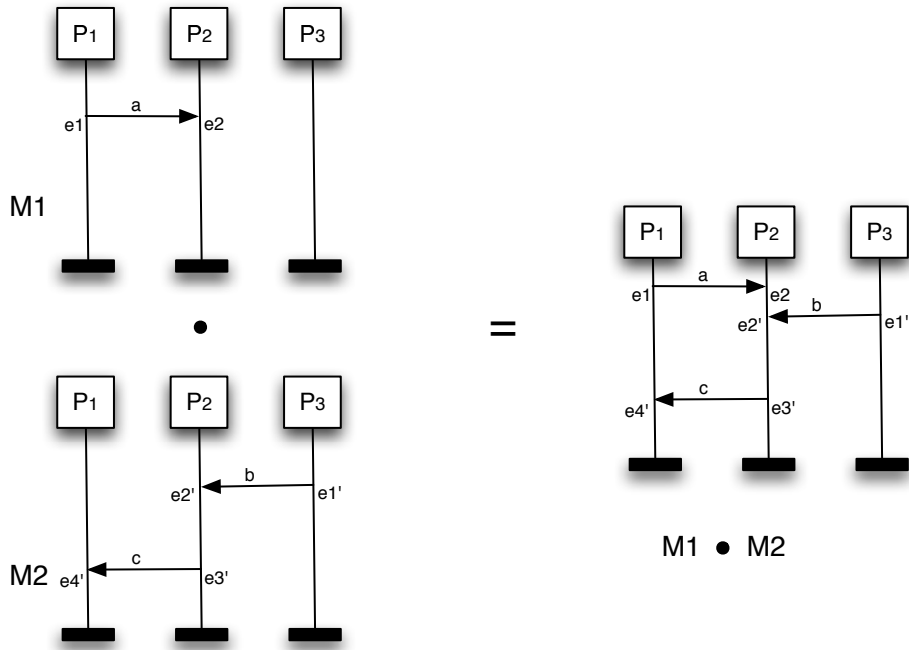 P1 P2 P3
a
e1 e2
M1
P1 P2 P3
a
e1 e2
b
e2' e1'
c
e4' e3'
=
P1 P2 P3
b
e2' e1'
c
M2 e4' e3'
M1 • M2